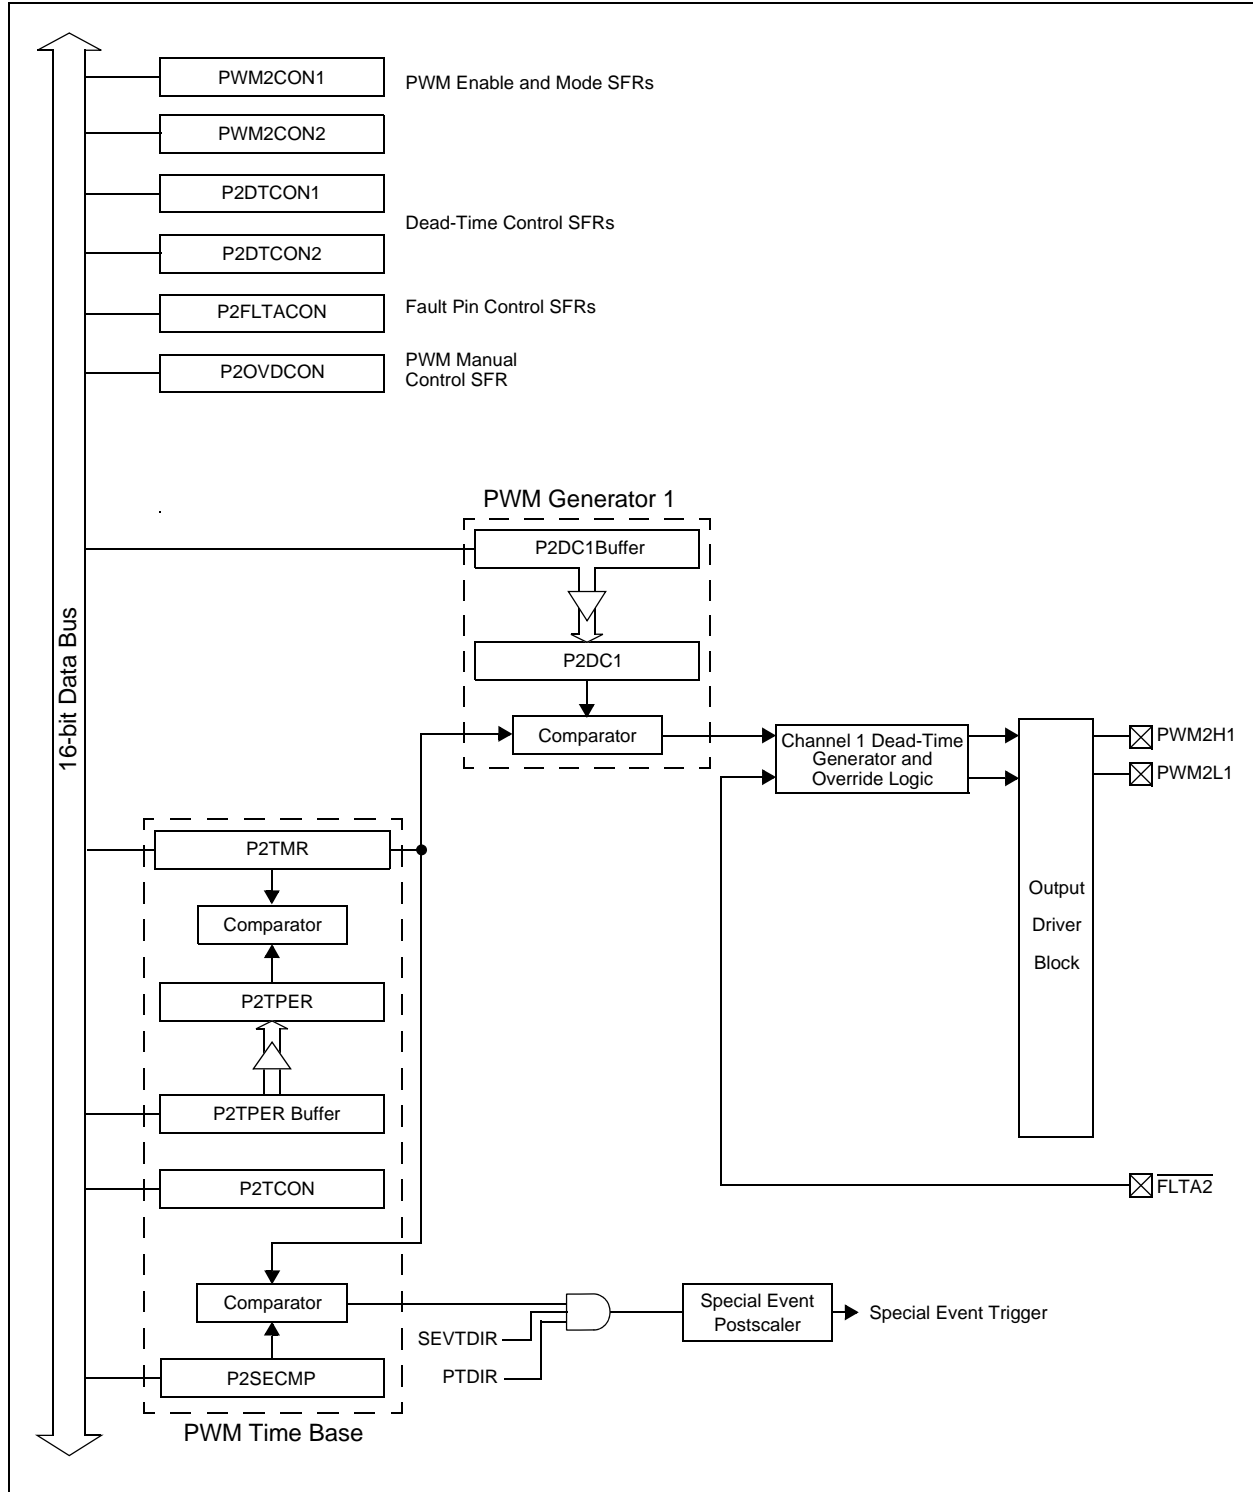 PWM2CON1
PWM Enable and Mode SFRs
PWM2CON2
P2DTCON1
Dead-Time Control SFRs
P2DTCON2
P2FLTACON
Fault Pin Control SFRs
P2OVDCON
PWM Manual
Control SFR
16-bit Data Bus
PWM Generator 1
P2DC1Buffer
P2DC1
Comparator
Channel 1 Dead-Time
Generator and
Override Logic
PWM2H1
PWM2L1
Output
Driver
Block
P2TMR
Comparator
P2TPER
P2TPER Buffer
P2TCON
FLTA2
Comparator
SEVTDIR
PTDIR
Special Event
Postscaler
Special Event Trigger
P2SECMP
PWM Time Base